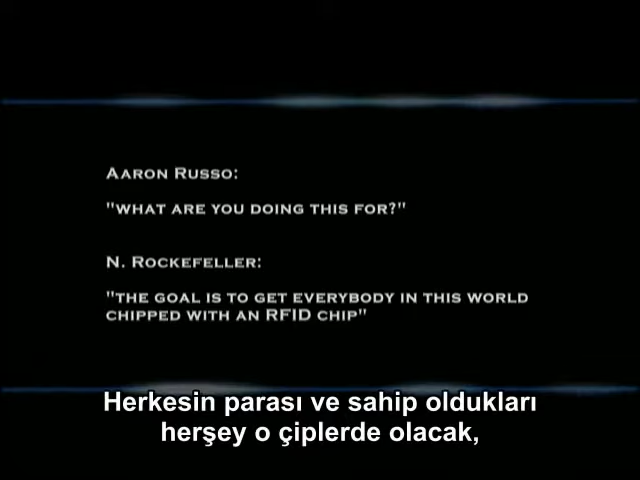 AARON RUSSO:
"WHAT ARE YOU DOING THIS FOR?"
N. ROCKEFELLER:
"THE GOAL IS TO GET EVERYBODY IN THIS WORLD
CHIPPED WITH AN RFID CHIP"
Herkesin parası ve sahip oldukları
herşey o çiplerde olacak,